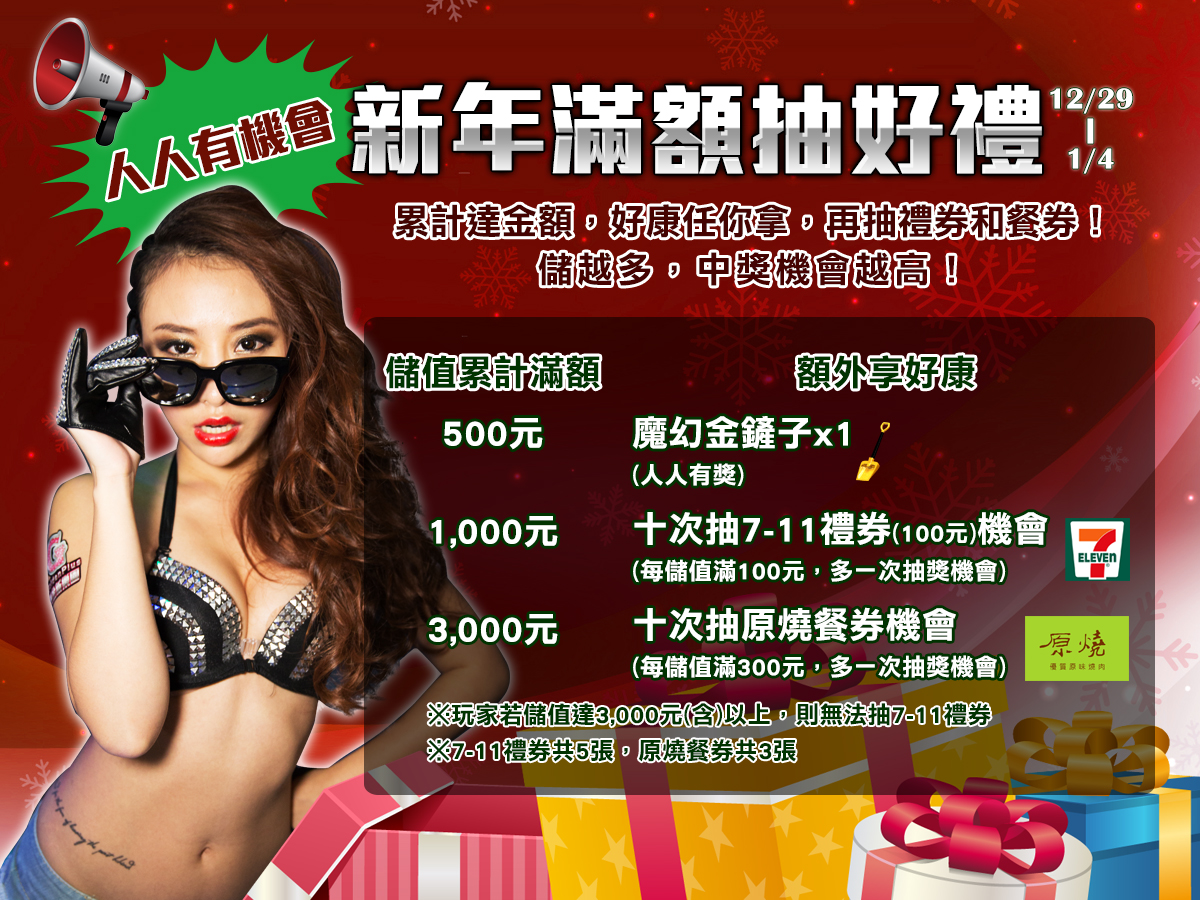 人人有機會
新年滿額抽好禮
12/29
|
1/4
累計達金額，好康任你拿，再抽禮券和餐券！
儲越多，中獎機會越高！
儲值累計滿額
額外享好康
500元
魔幻金鏟子x1
(人人有獎)
1,000元
十次抽7-11禮券(100元)機會
(每儲值滿100元，多一次抽獎機會)
7
ELEVEn
3,000元
十次抽原燒餐券機會
(每儲值滿300元，多一次抽獎機會)
原燒
優質原味燒肉
※玩家若儲值達3,000元(含)以上，則無法抽7-11禮券
※7-11禮券共5張，原燒餐券共3張